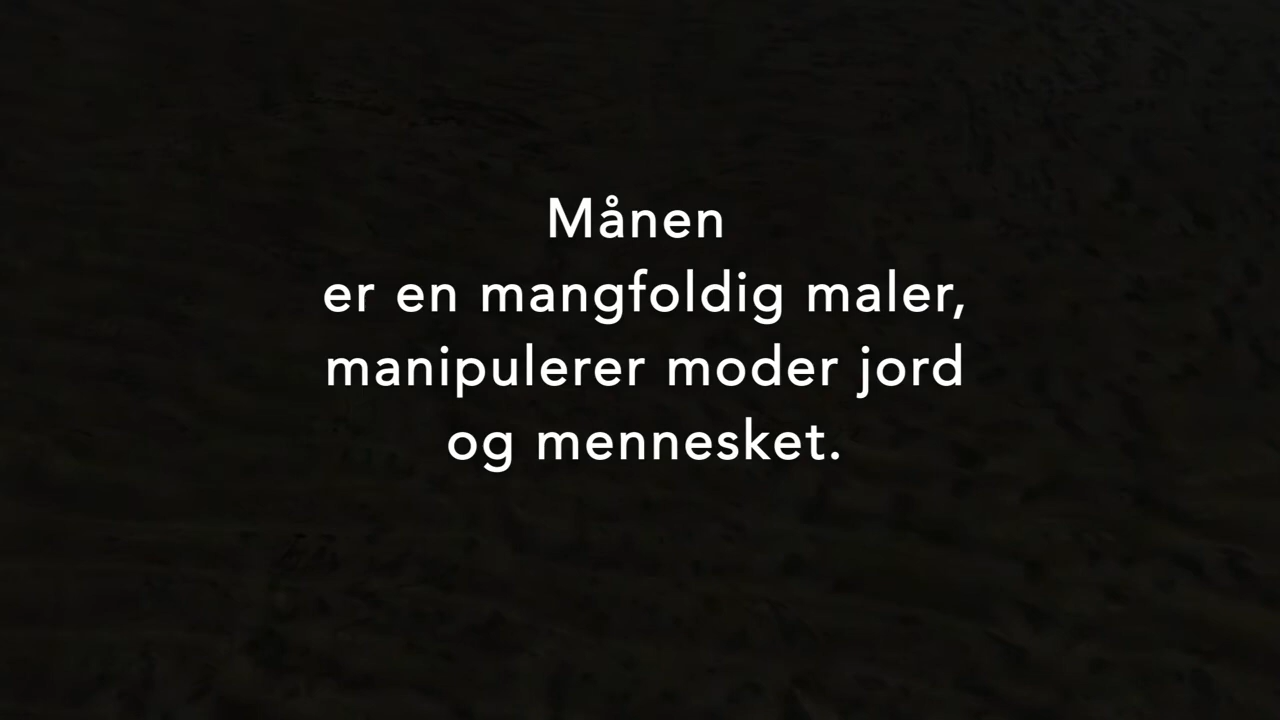 Månen
er en mangfoldig maler,
manipulerer moder jord
og mennesket.